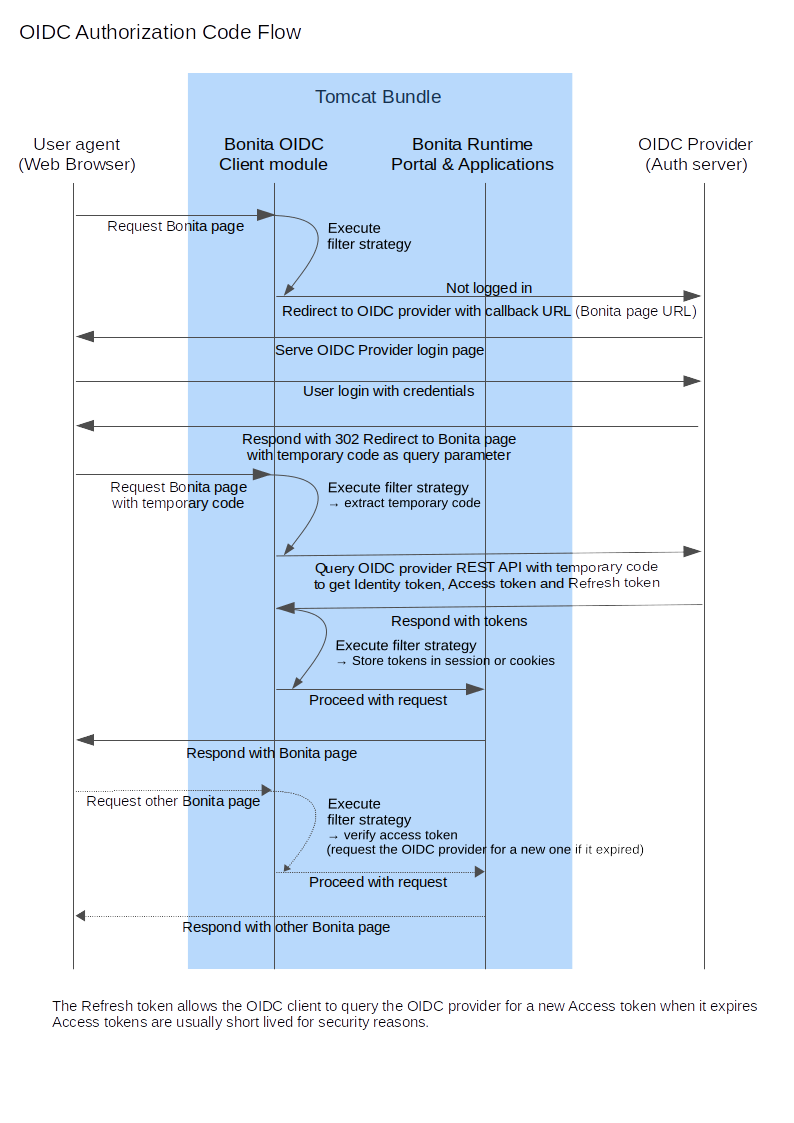 OIDC Authorization Code Flow
Tomcat Bundle
User agent
(Web Browser)
Bonita OIDC
Client module
Bonita Runtime
Portal & Applications
OIDC Provider
(Auth server)
Request Bonita page
Execute
filter strategy
Not logged in
Redirect to OIDC provider with callback URL (Bonita page URL)
Serve OIDC Provider login page
User login with credentials
Respond with 302 Redirect to Bonita page
with temporary code as query parameter
Request Bonita page
with temporary code
Execute filter strategy
→ extract temporary code
Query OIDC provider REST API with temporary code
to get Identity token, Access token and Refresh token
Respond with tokens
Execute filter strategy
→ Store tokens in session or cookies
Proceed with request
Respond with Bonita page
Request other Bonita page
Execute
filter strategy
→ verify access token
(request the OIDC provider for a new one if it expired)
Proceed with request
Respond with other Bonita page
The Refresh token allows the OIDC client to query the OIDC provider for a new Access token when it expires
Access tokens are usually short lived for security reasons.